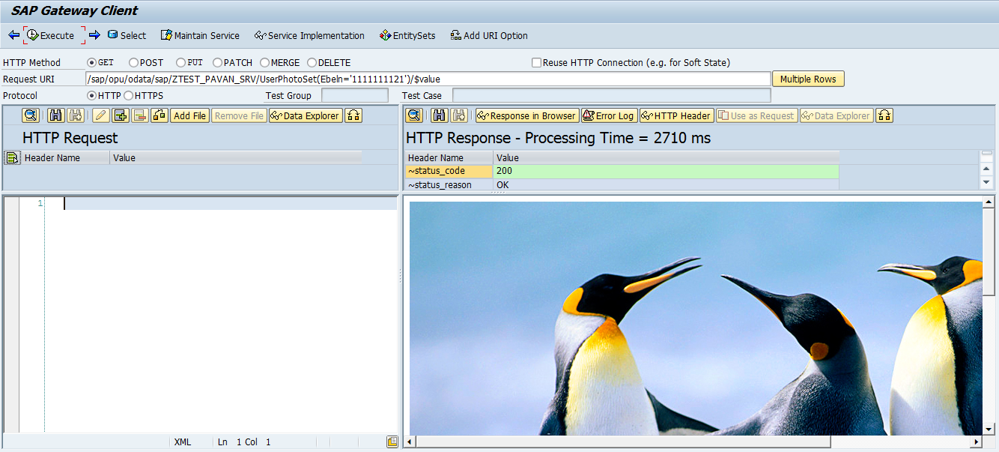 SAP Gateway Client
Execute Select Maintain Service Service Implementation EntitySets Add URI Option
HTTP Method GET POST PUT PATCH MERGE DELETE Reuse HTTP Connection (e.g. for Soft State)
Request URI /sap/opu/odata/sap/ZTEST_PAVAN_SRV/UserPhotoSet(Ebeln='1111111121')/$value Multiple Rows
Protocol HTTP HTTPS Test Group Test Case
Add File Remove File Data Explorer
Response in Browser Error Log HTTP Header Use as Request Data Explorer
HTTP Request
HTTP Response - Processing Time = 2710 ms
Header Name Value
Header Name Value
~status_code 200
~status_reason OK
1
XML Ln 1 Col 1